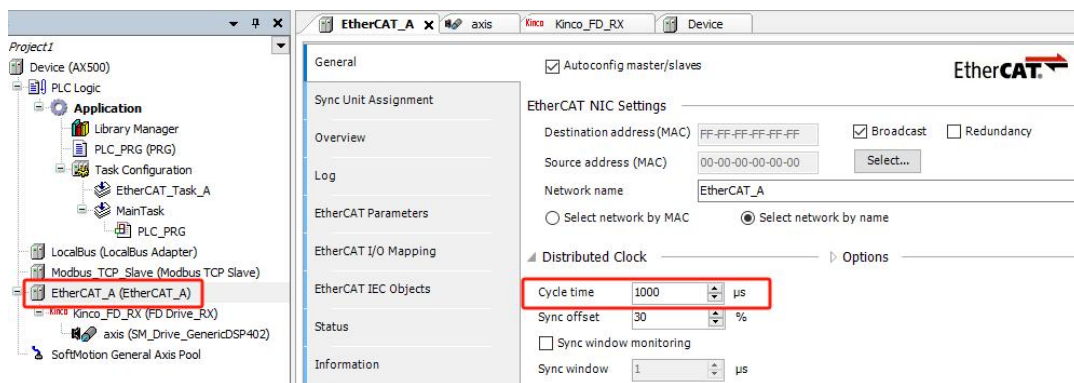 EtherCAT_A
axis
Kinco Kinco_FD_RX
Device
Project1
Device (AX500)
PLC Logic
Application
Library Manager
PLC_PRG (PRG)
Task Configuration
EtherCAT_Task_A
MainTask
PLC_PRG
LocalBus (LocalBus Adapter)
Modbus_TCP_Slave (Modbus TCP Slave)
EtherCAT_A (EtherCAT_A)
Kinco Kinco_FD_RX (FD Drive_RX)
axis (SM_Drive_GenericDSP402)
SoftMotion General Axis Pool
General
Sync Unit Assignment
Overview
Log
EtherCAT Parameters
EtherCAT I/O Mapping
EtherCAT IEC Objects
Status
Information
Autoconfig master/slaves
EtherCAT
EtherCAT NIC Settings
Destination address (MAC) FF-FF-FF-FF-FF-FF Broadcast Redundancy
Source address (MAC) 00-00-00-00-00-00 Select...
Network name EtherCAT_A
Select network by MAC Select network by name
Distributed Clock Options
Cycle time 1000 µs
Sync offset 30 %
Sync window monitoring
Sync window 1 µs